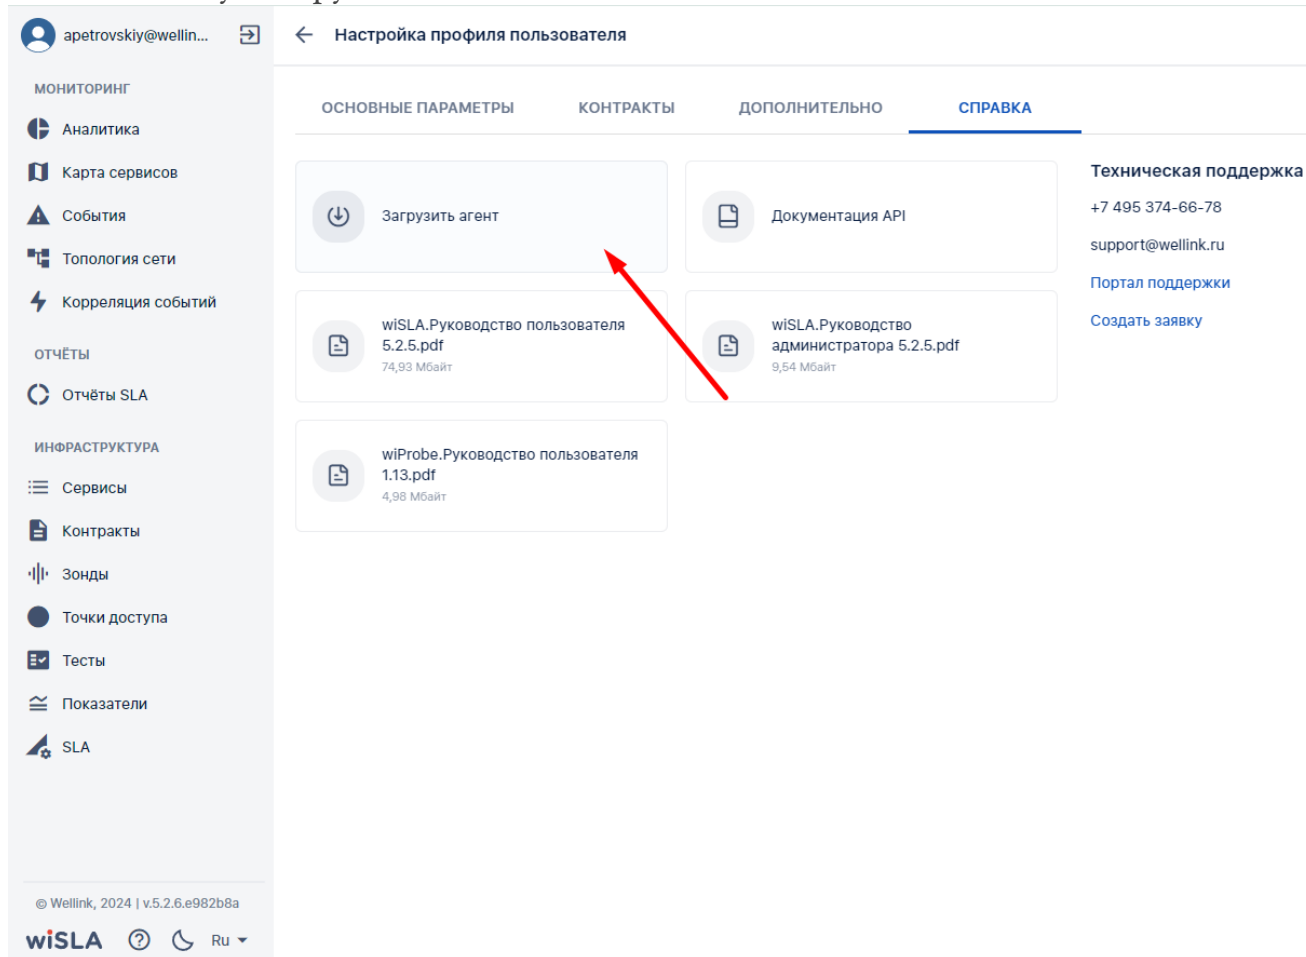 apetrovskiy@wellin...
Настройка профиля пользователя
МОНИТОРИНГ
Аналитика
Карта сервисов
События
Топология сети
Корреляция событий
ОТЧЁТЫ
Отчёты SLA
ИНФРАСТРУКТУРА
Сервисы
Контракты
Зонды
Точки доступа
Тесты
Показатели
SLA
© Wellink, 2024 | v.5.2.6.e982b8a
wiSLA
Ru
ОСНОВНЫЕ ПАРАМЕТРЫ
КОНТРАКТЫ
ДОПОЛНИТЕЛЬНО
СПРАВКА
Загрузить агент
Документация API
wiSLA.Руководство пользователя
5.2.5.pdf
74,93 Мбайт
wiSLA.Руководство
администратора 5.2.5.pdf
9,54 Мбайт
wiProbe.Руководство пользователя
1.13.pdf
4,98 Мбайт
Техническая поддержка
+7 495 374-66-78
support@wellink.ru
Портал поддержки
Создать заявку